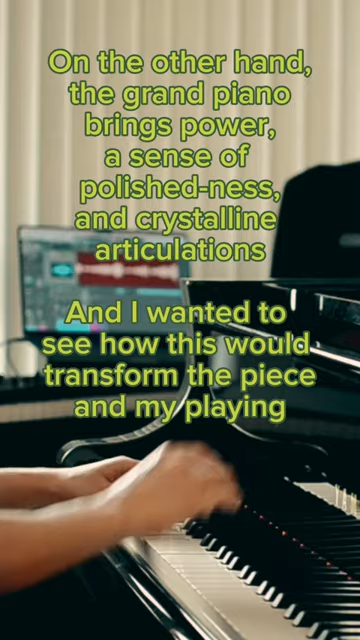 On the other hand,
the grand piano
brings power,
a sense of
polished-ness,
and crystalline
articulations
And I wanted to
see how this would
transform the piece
and my playing